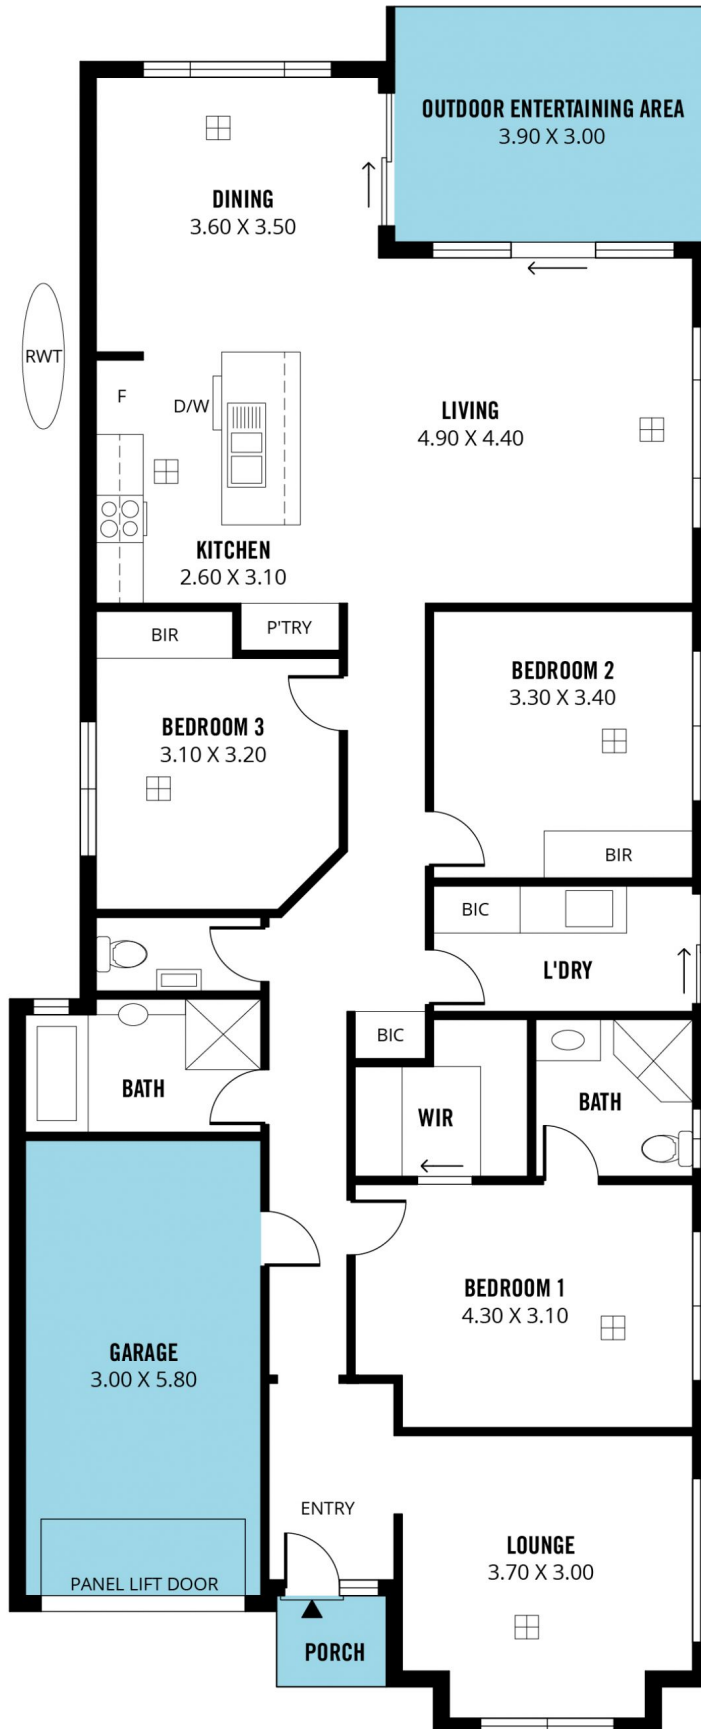 OUTDOOR ENTERTAINING AREA
3.90 X 3.00
DINING
3.60 X 3.50
RWT
F
D/W
LIVING
4.90 X 4.40
KITCHEN
2.60 X 3.10
BIR
P'TRY
BEDROOM 2
3.30 X 3.40
BEDROOM 3
3.10 X 3.20
BIR
BIC
L'DRY
BIC
BATH
WIR
BATH
BEDROOM 1
4.30 X 3.10
GARAGE
3.00 X 5.80
ENTRY
LOUNGE
3.70 X 3.00
PANEL LIFT DOOR
PORCH